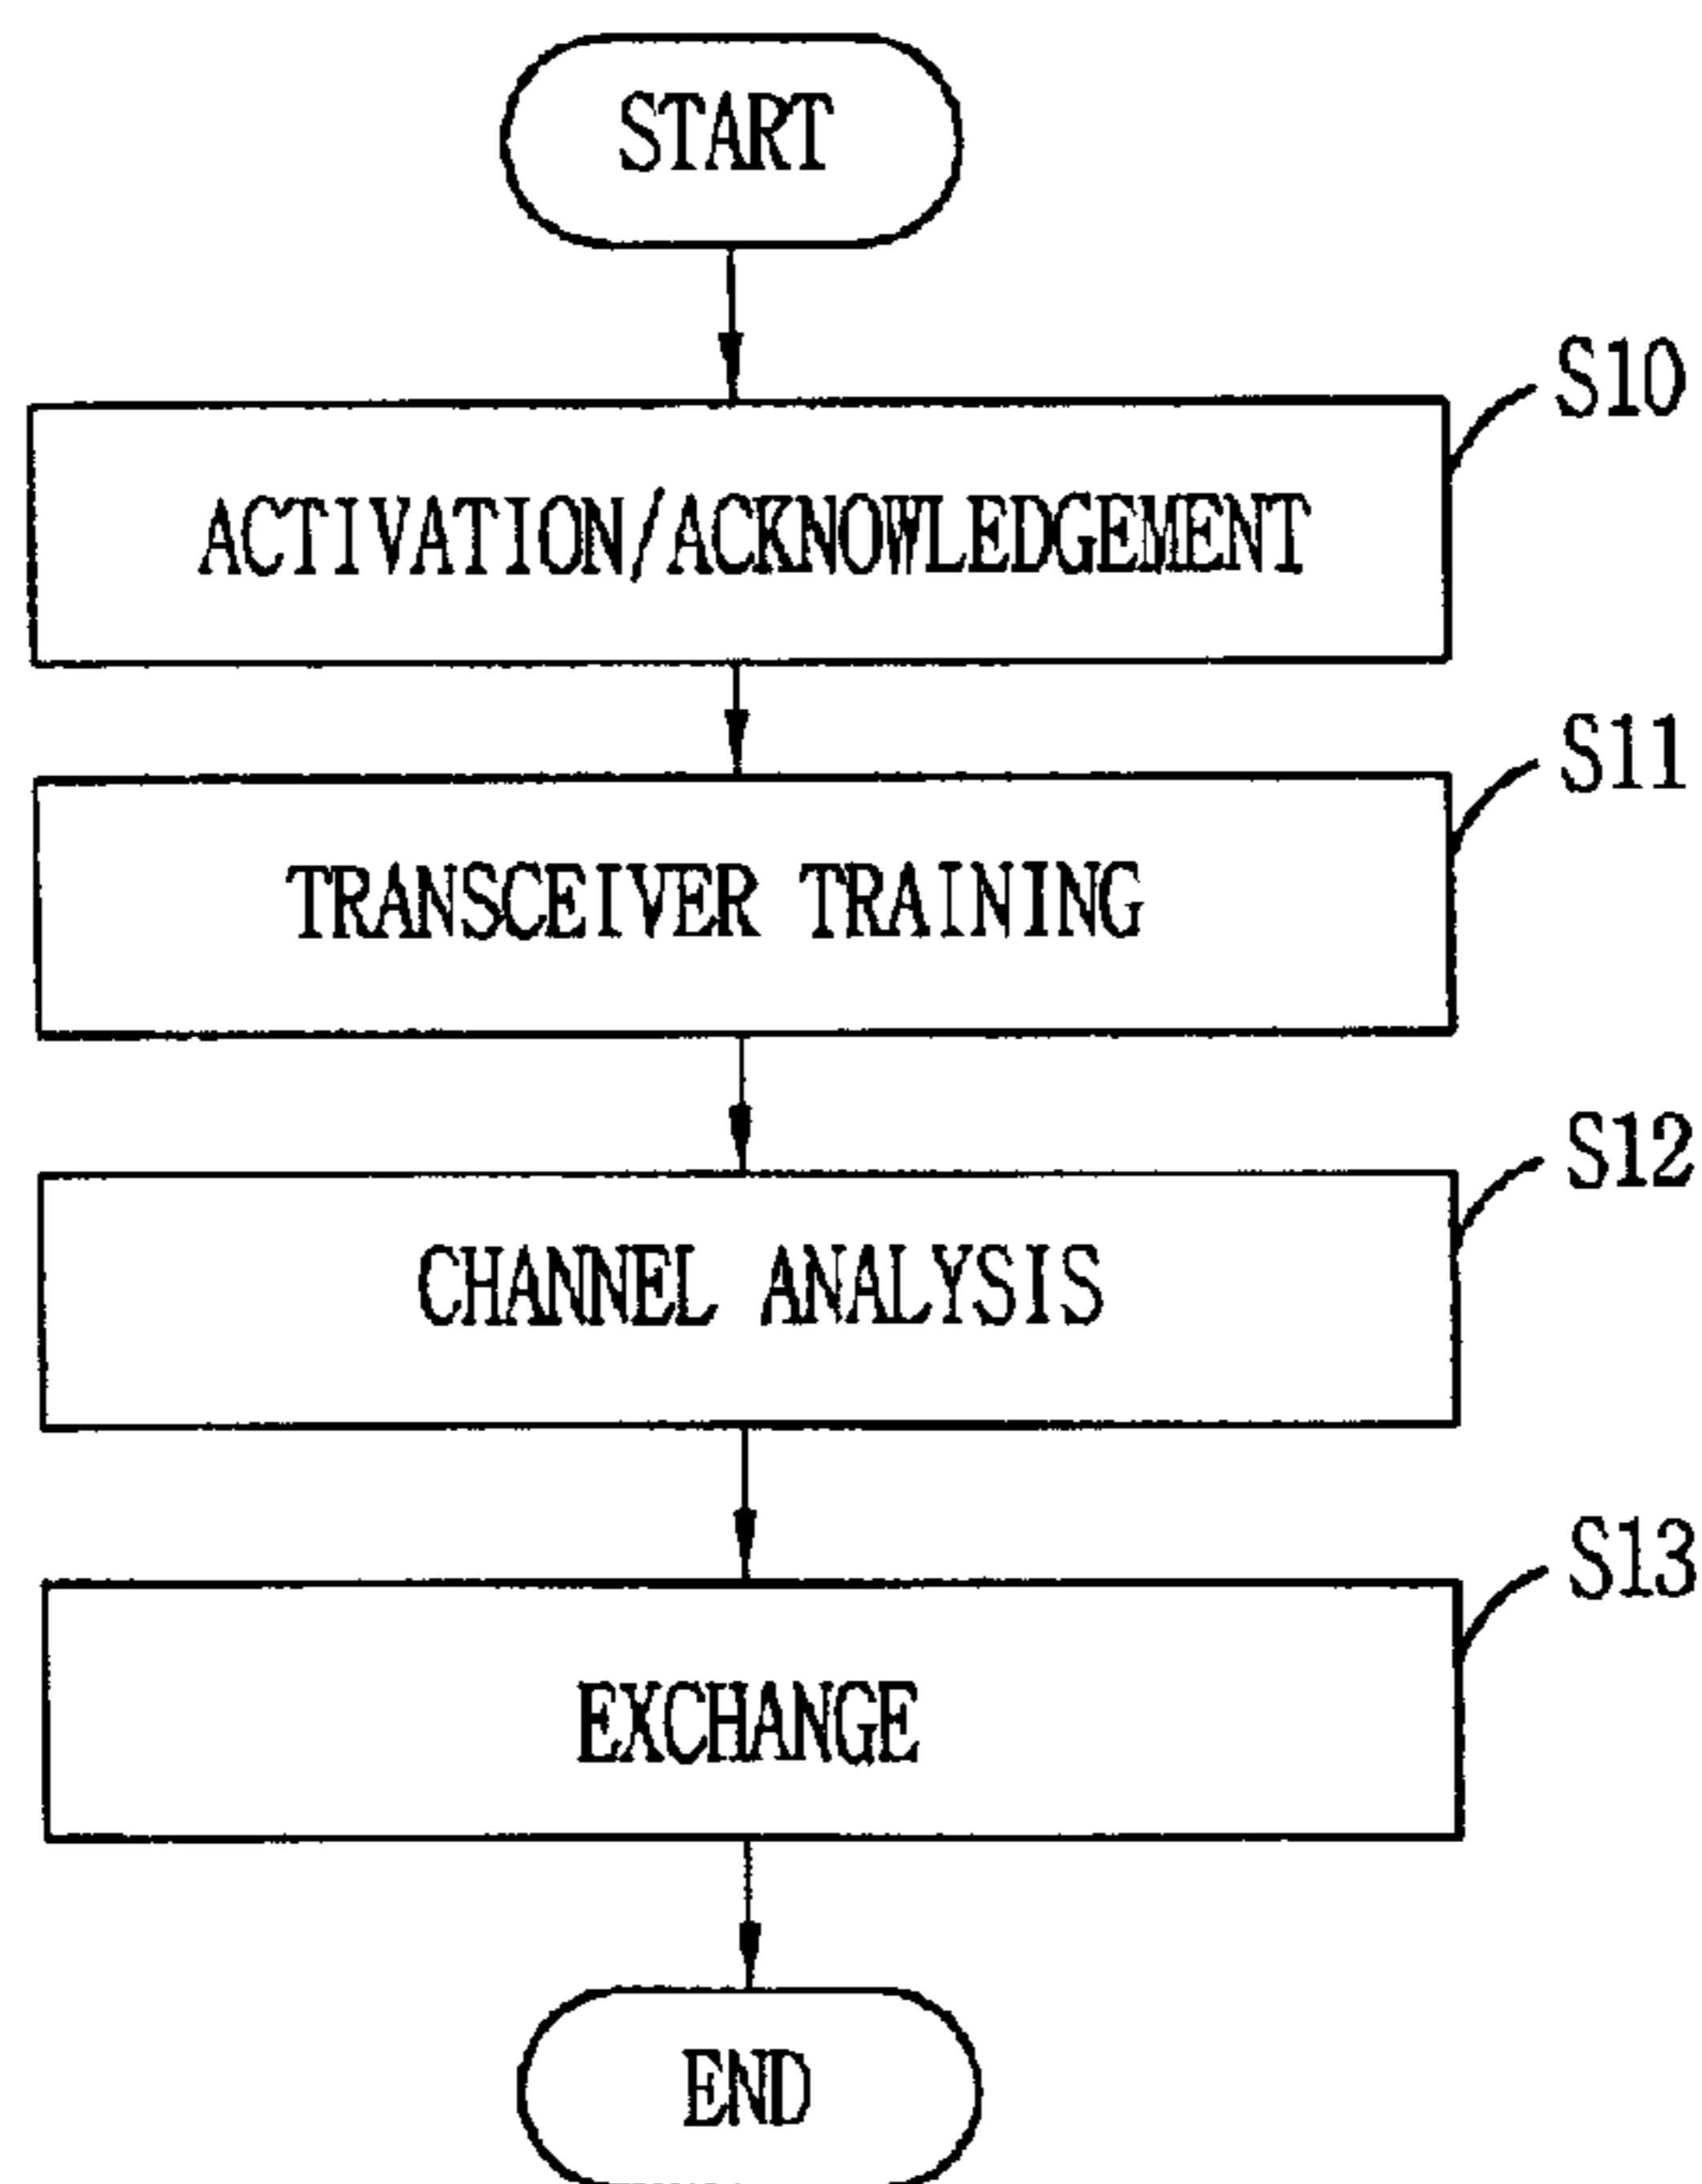 START
S10
ACTIVATION/ACKNOWLEDGEMENT
S11
TRANSCEIVER TRAINING
S12
CHANNEL ANALYSIS
S13
EXCHANGE
END